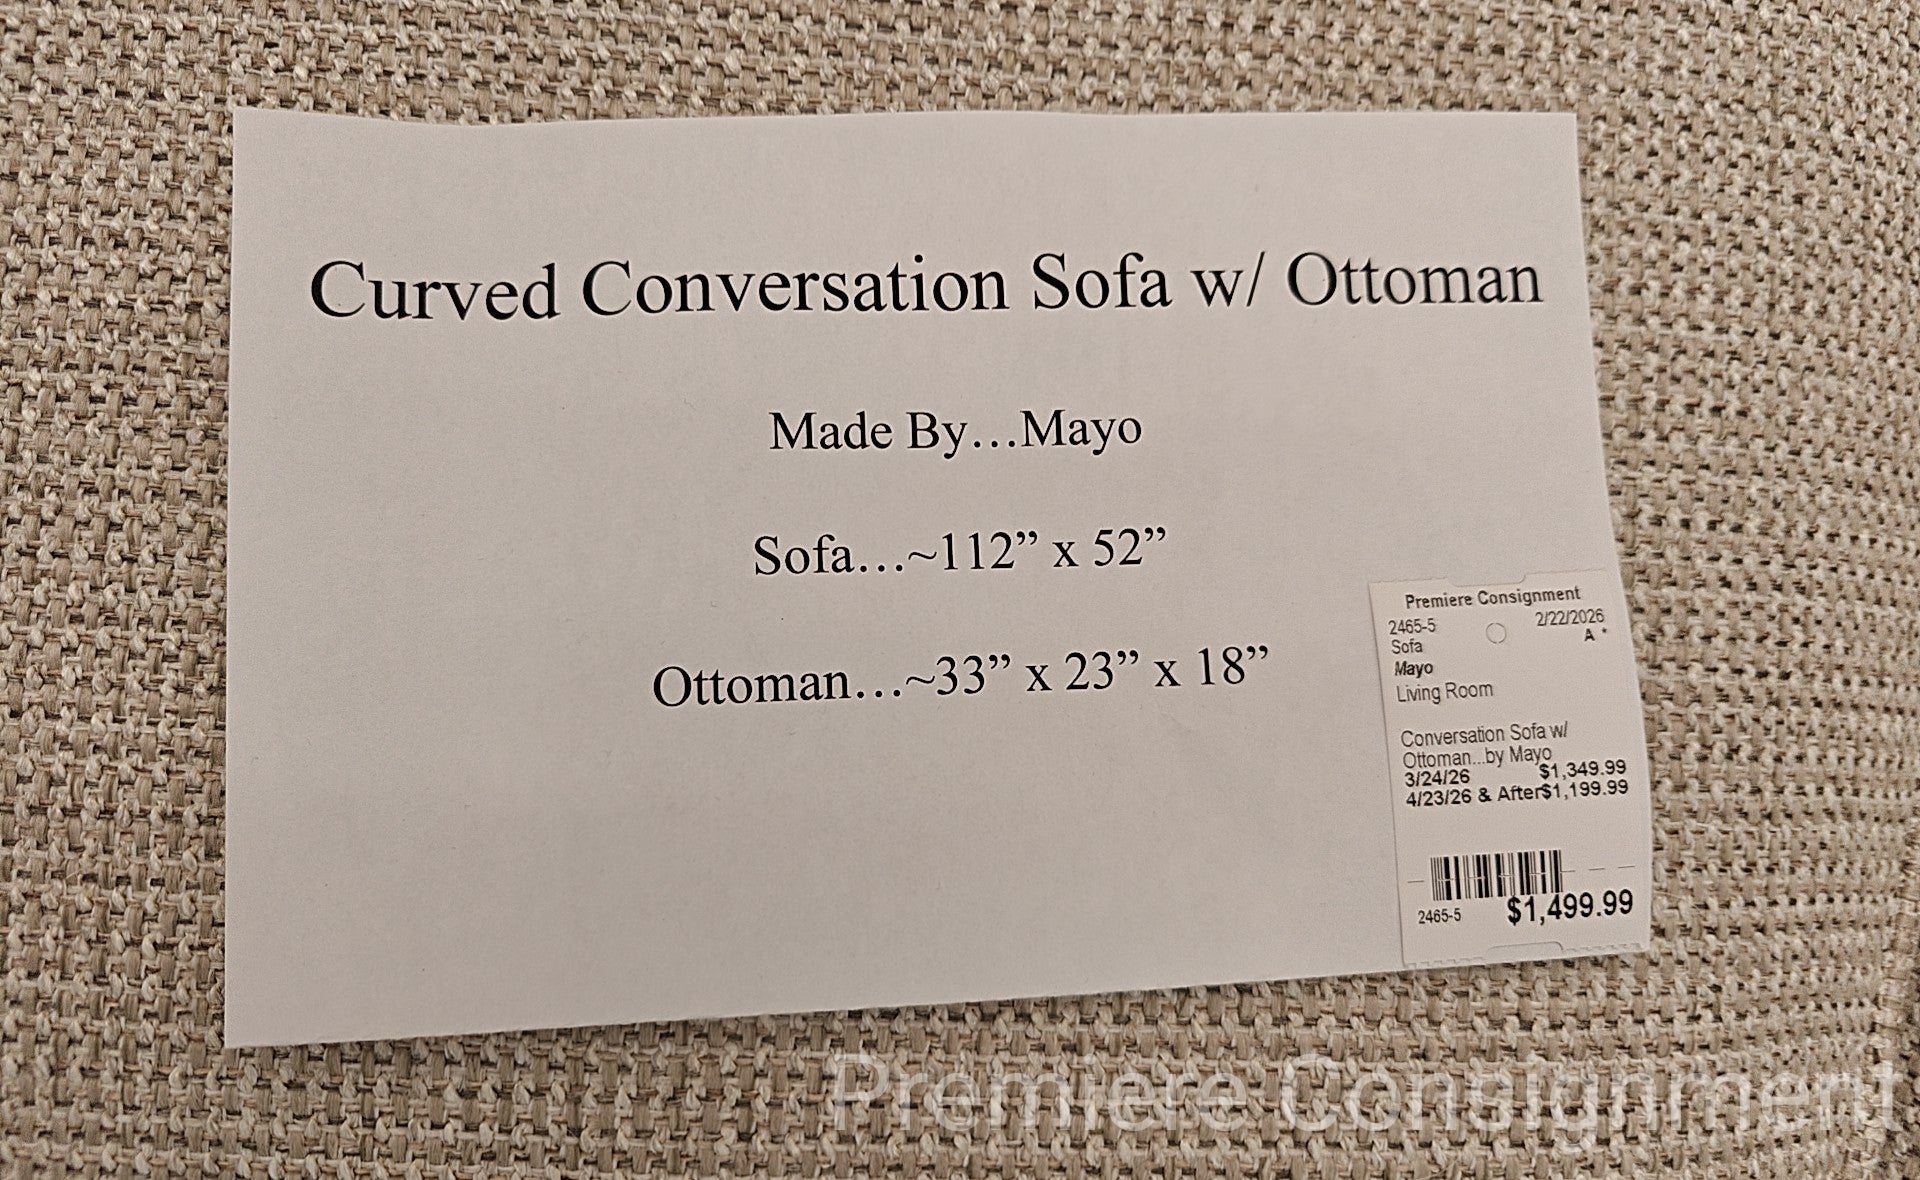 Curved Conversation Sofa w/ Ottoman
Made By…Mayo
Sofa…~112” x 52”
Ottoman…~33” x 23” x 18”
Premiere Consignment
2465-5 2/22/2026
Sofa A *
Mayo
Living Room
Conversation Sofa w/
Ottoman...by Mayo
3/24/26 $1,349.99
4/23/26 & After$1,199.99
2465-5 $1,499.99
Premiere Consignment